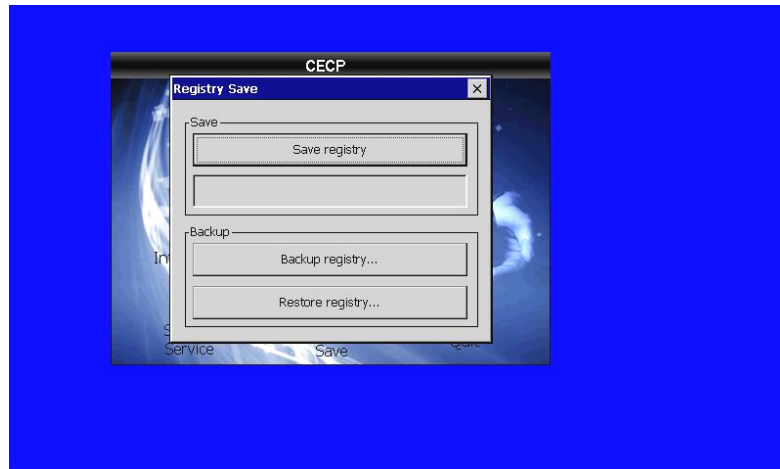 CECP
Registry Save
Save
Save registry
Backup
Backup registry...
Restore registry...
Service
Save